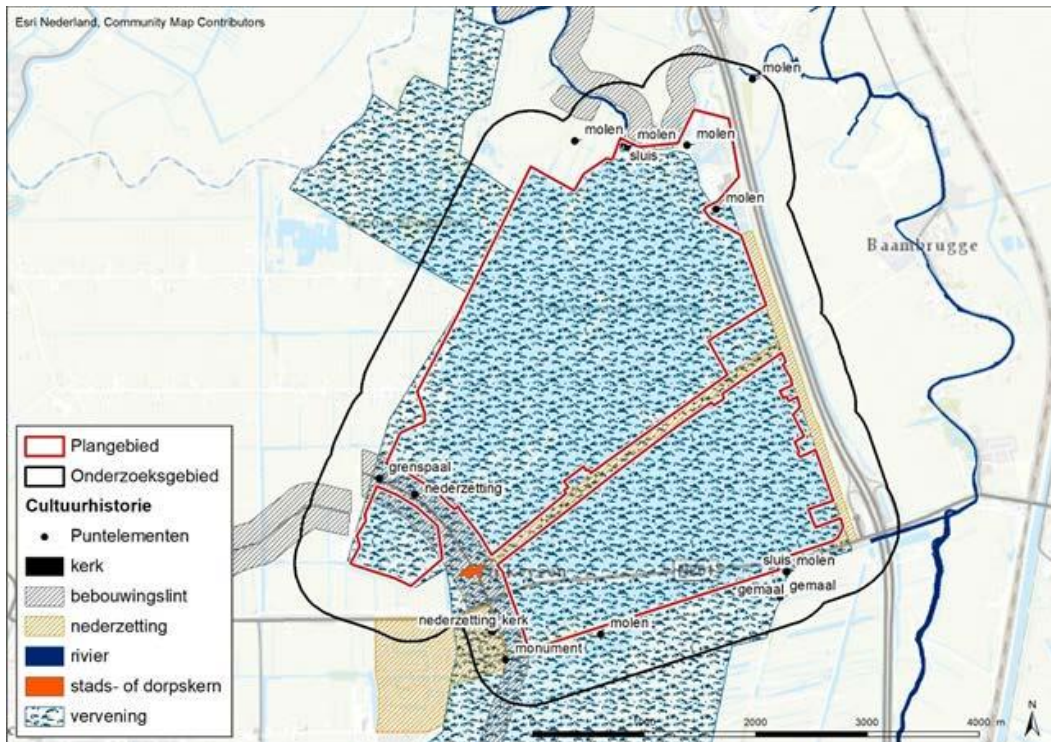 Esri Nederland, Community Map Contributors
molen
molen
molen
molen
sluis
molen
Baambrugge
grenspaal
nederzetting
sluis molen
gemaal gemaal
nederzetting kerk
molen
monument
Plangebied
Onderzoeksgebied
Cultuurhistorie
Puntelementen
kerk
bebouwingslint
nederzetting
rivier
stads- of dorpskern
vervening
2000
3000
4000 m
N